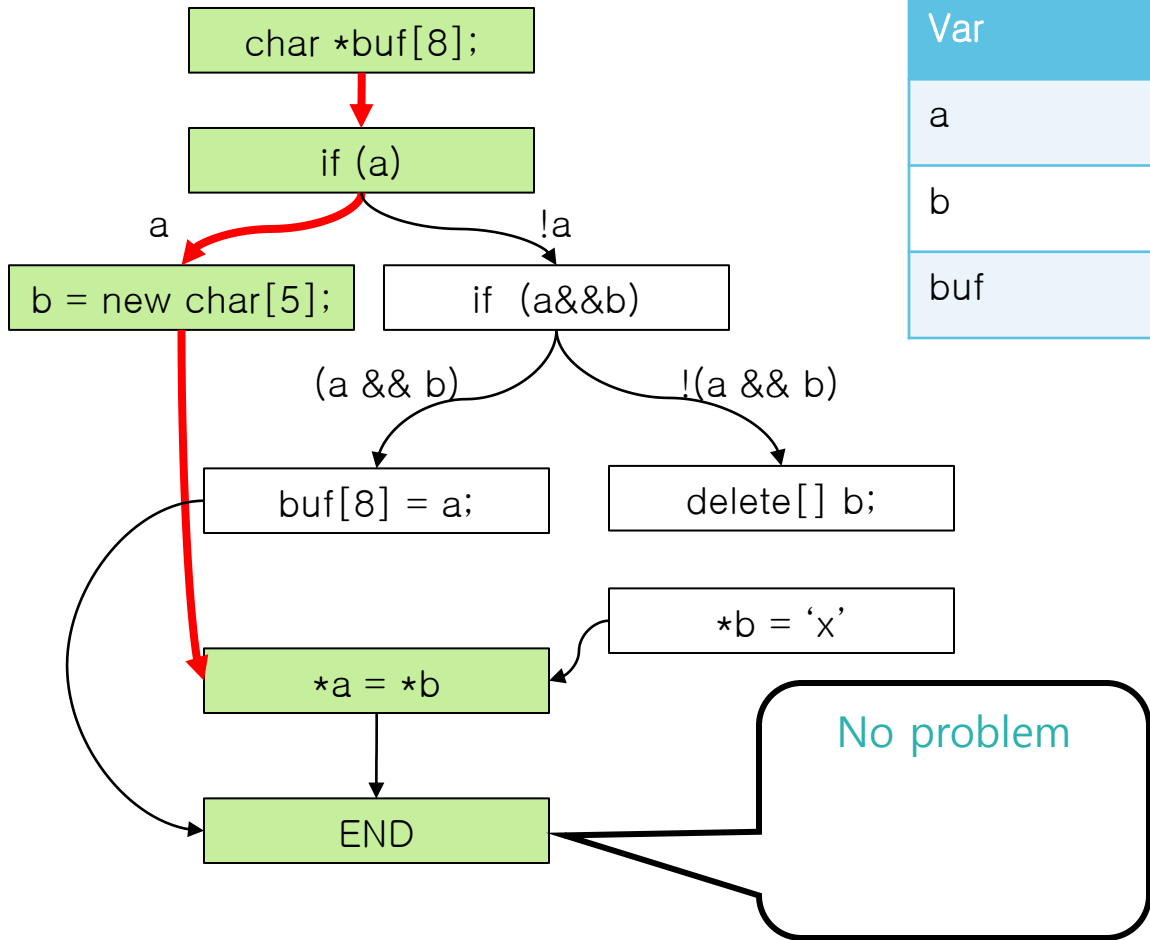 char *buf[8];
if (a)
a
!a
b = new char[5];
if (a&&b)
(a && b)
!(a && b)
buf[8] = a;
delete[] b;
*b = ‘x’
*a = *b
END
No problem
Var
a
b
buf